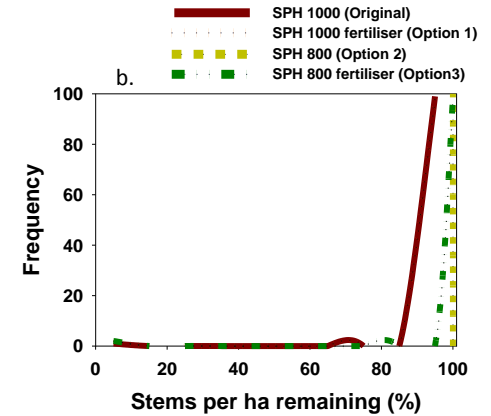 SPH 1000 (Original)
SPH 1000 fertiliser (Option 1)
SPH 800 (Option 2)
SPH 800 fertiliser (Option3)
b.
100
80
60
40
20
0
Frequency
0 20 40 60 80 100
Stems per ha remaining (%)